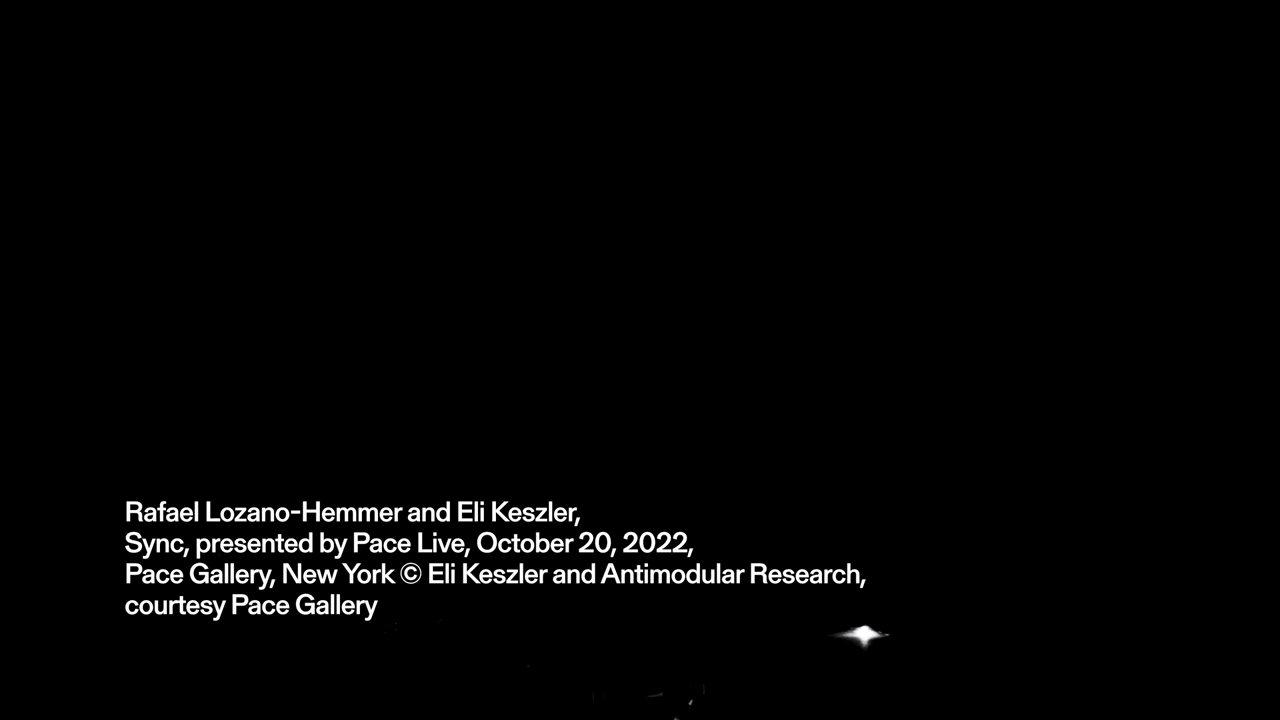 Rafael Lozano-Hemmer and Eli Keszler,
Sync, presented by Pace Live, October 20, 2022,
Pace Gallery, New York © Eli Keszler and Antimodular Research,
courtesy Pace Gallery